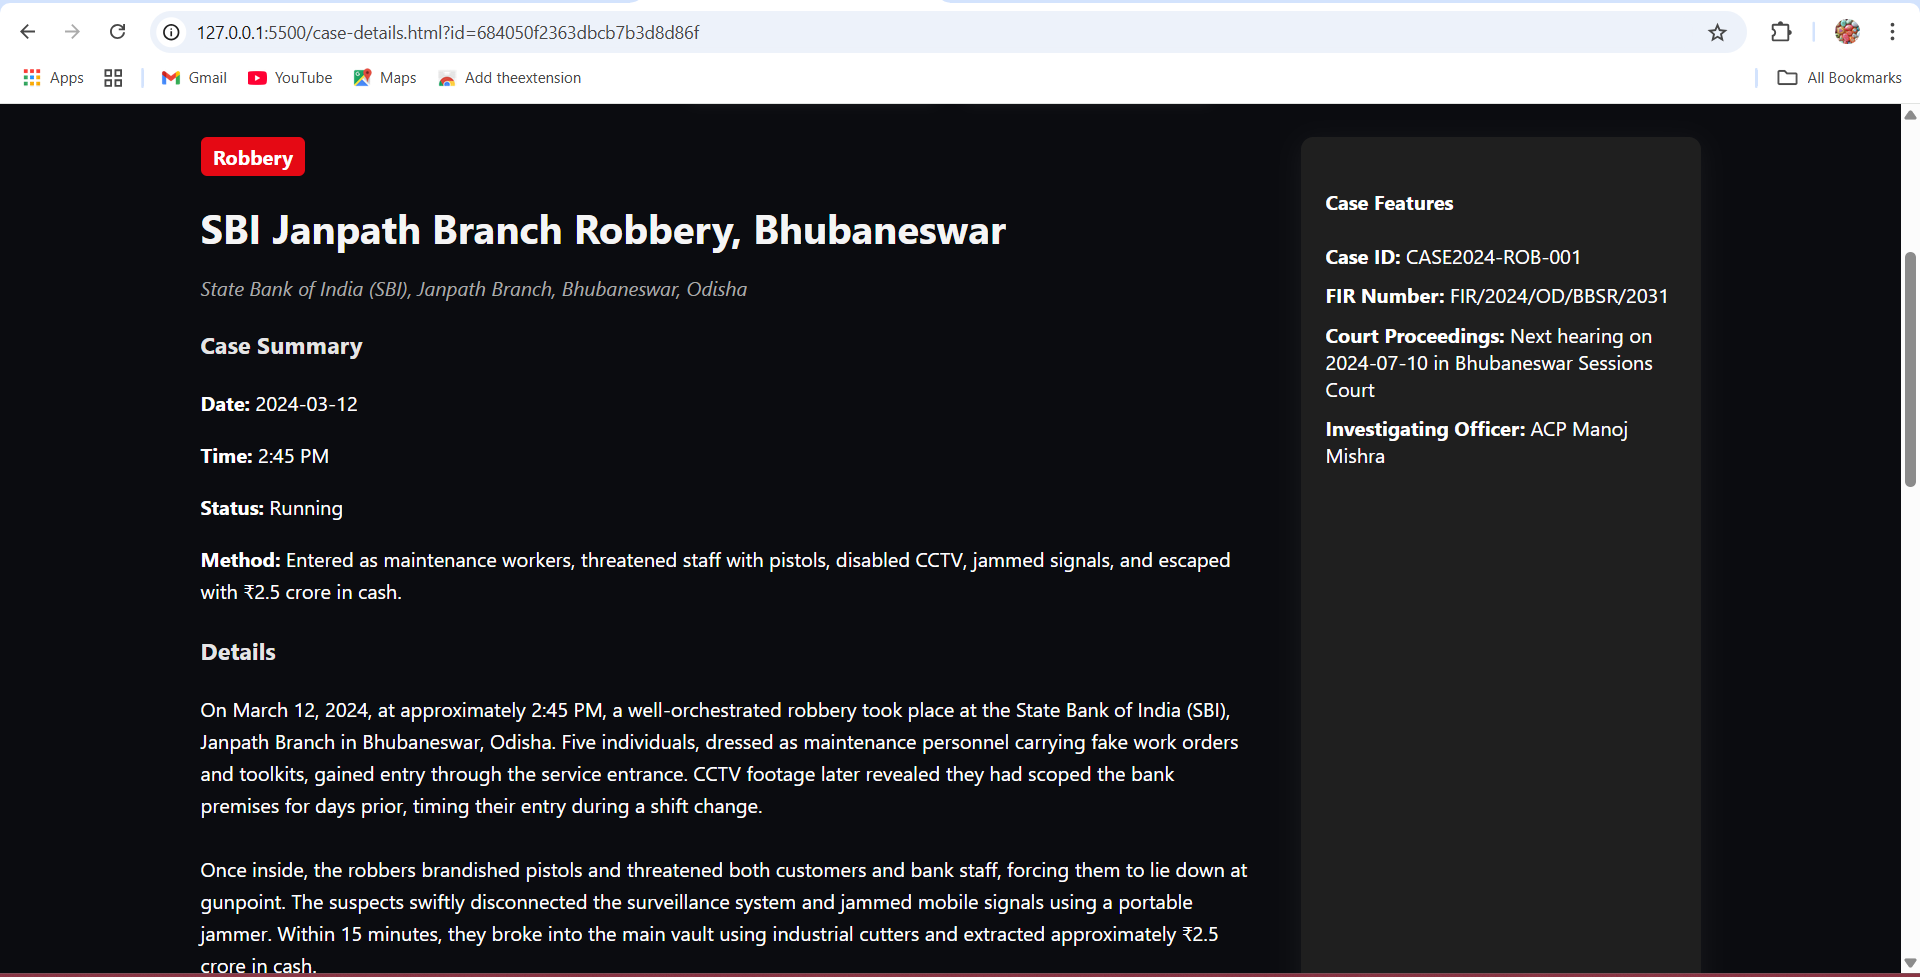 127.0.0.1:5500/case-details.html?id=684050f2363dbcb7b3d8d86f
Apps
Gmail
YouTube
Maps
Add theextension
All Bookmarks
Robbery
SBI Janpath Branch Robbery, Bhubaneswar
State Bank of India (SBI), Janpath Branch, Bhubaneswar, Odisha
Case Summary
Date: 2024-03-12
Time: 2:45 PM
Status: Running
Method: Entered as maintenance workers, threatened staff with pistols, disabled CCTV, jammed signals, and escaped
with ₹2.5 crore in cash.
Details
On March 12, 2024, at approximately 2:45 PM, a well-orchestrated robbery took place at the State Bank of India (SBI),
Janpath Branch in Bhubaneswar, Odisha. Five individuals, dressed as maintenance personnel carrying fake work orders
and toolkits, gained entry through the service entrance. CCTV footage later revealed they had scoped the bank
premises for days prior, timing their entry during a shift change.
Once inside, the robbers brandished pistols and threatened both customers and bank staff, forcing them to lie down at
gunpoint. The suspects swiftly disconnected the surveillance system and jammed mobile signals using a portable
jammer. Within 15 minutes, they broke into the main vault using industrial cutters and extracted approximately ₹2.5
crore in cash.
Case Features
Case ID: CASE2024-ROB-001
FIR Number: FIR/2024/OD/BBSR/2031
Court Proceedings: Next hearing on
2024-07-10 in Bhubaneswar Sessions
Court
Investigating Officer: ACP Manoj
Mishra